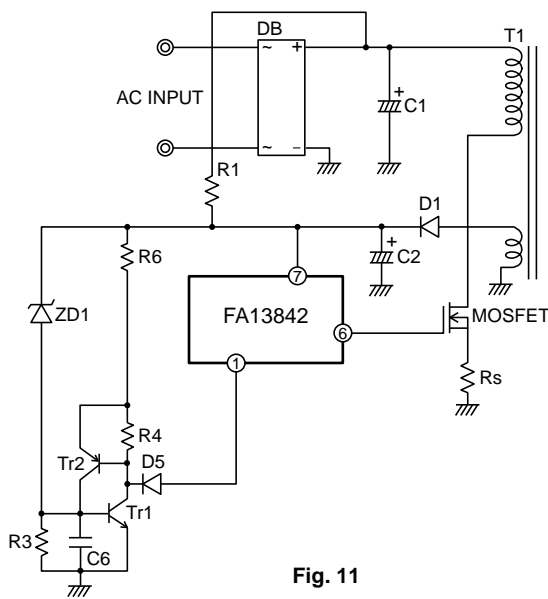 DB
T1
~
+
AC INPUT
+
C1
~
−
R1
D1
+
C2
R6
7
FA13842
ZD1
6
MOSFET
1
Rs
R4
Tr2
D5
Tr1
R3
C6
Fig. 11